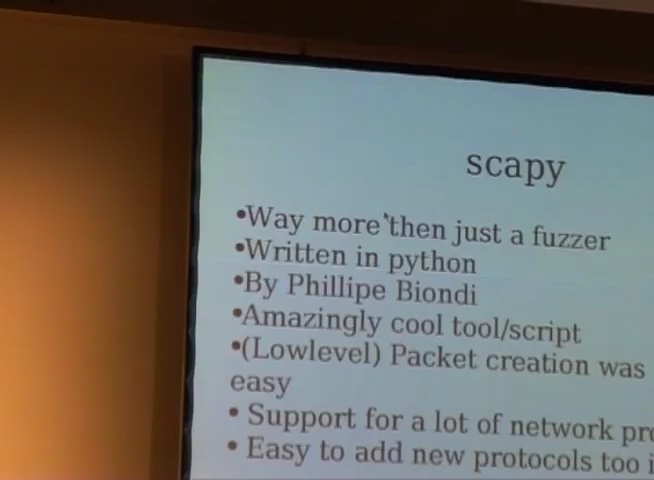 scapy
•Way more then just a fuzzer
•Written in python
•By Phillipe Biondi
•Amazingly cool tool/script
•(Lowlevel) Packet creation was
easy
• Support for a lot of network
• Easy to add new protocols too